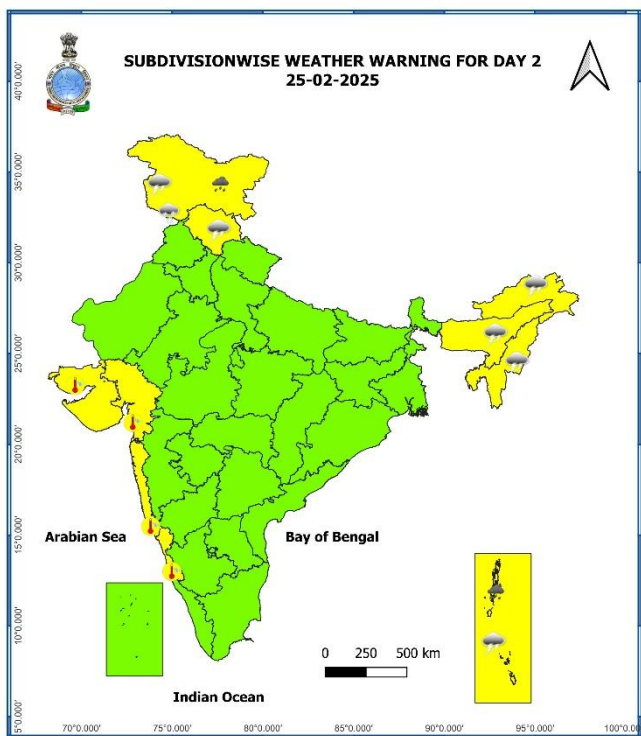 SUBDIVISIONWISE WEATHER WARNING FOR DAY 2
25-02-2025
40°0.000'
35°0.000'
30°0.000'
25°0.000'
20°0.000'
15°0.000'
10°0.000'
5°0.000'
Arabian Sea
Bay of Bengal
0 250 500 km
Indian Ocean
70°0.000' 75°0.000' 80°0.000' 85°0.000' 90°0.000' 95°0.000' 100°0.000'